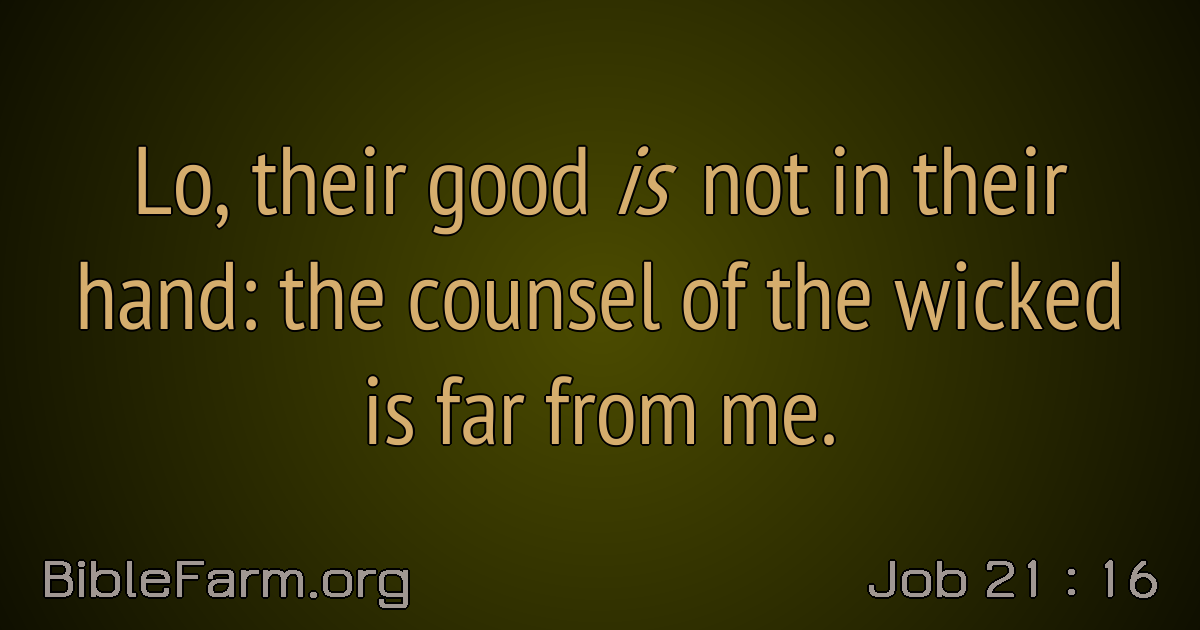 Lo, their good is not in their
hand: the counsel of the wicked
is far from me.
BibleFarm.org
Job 21 : 16